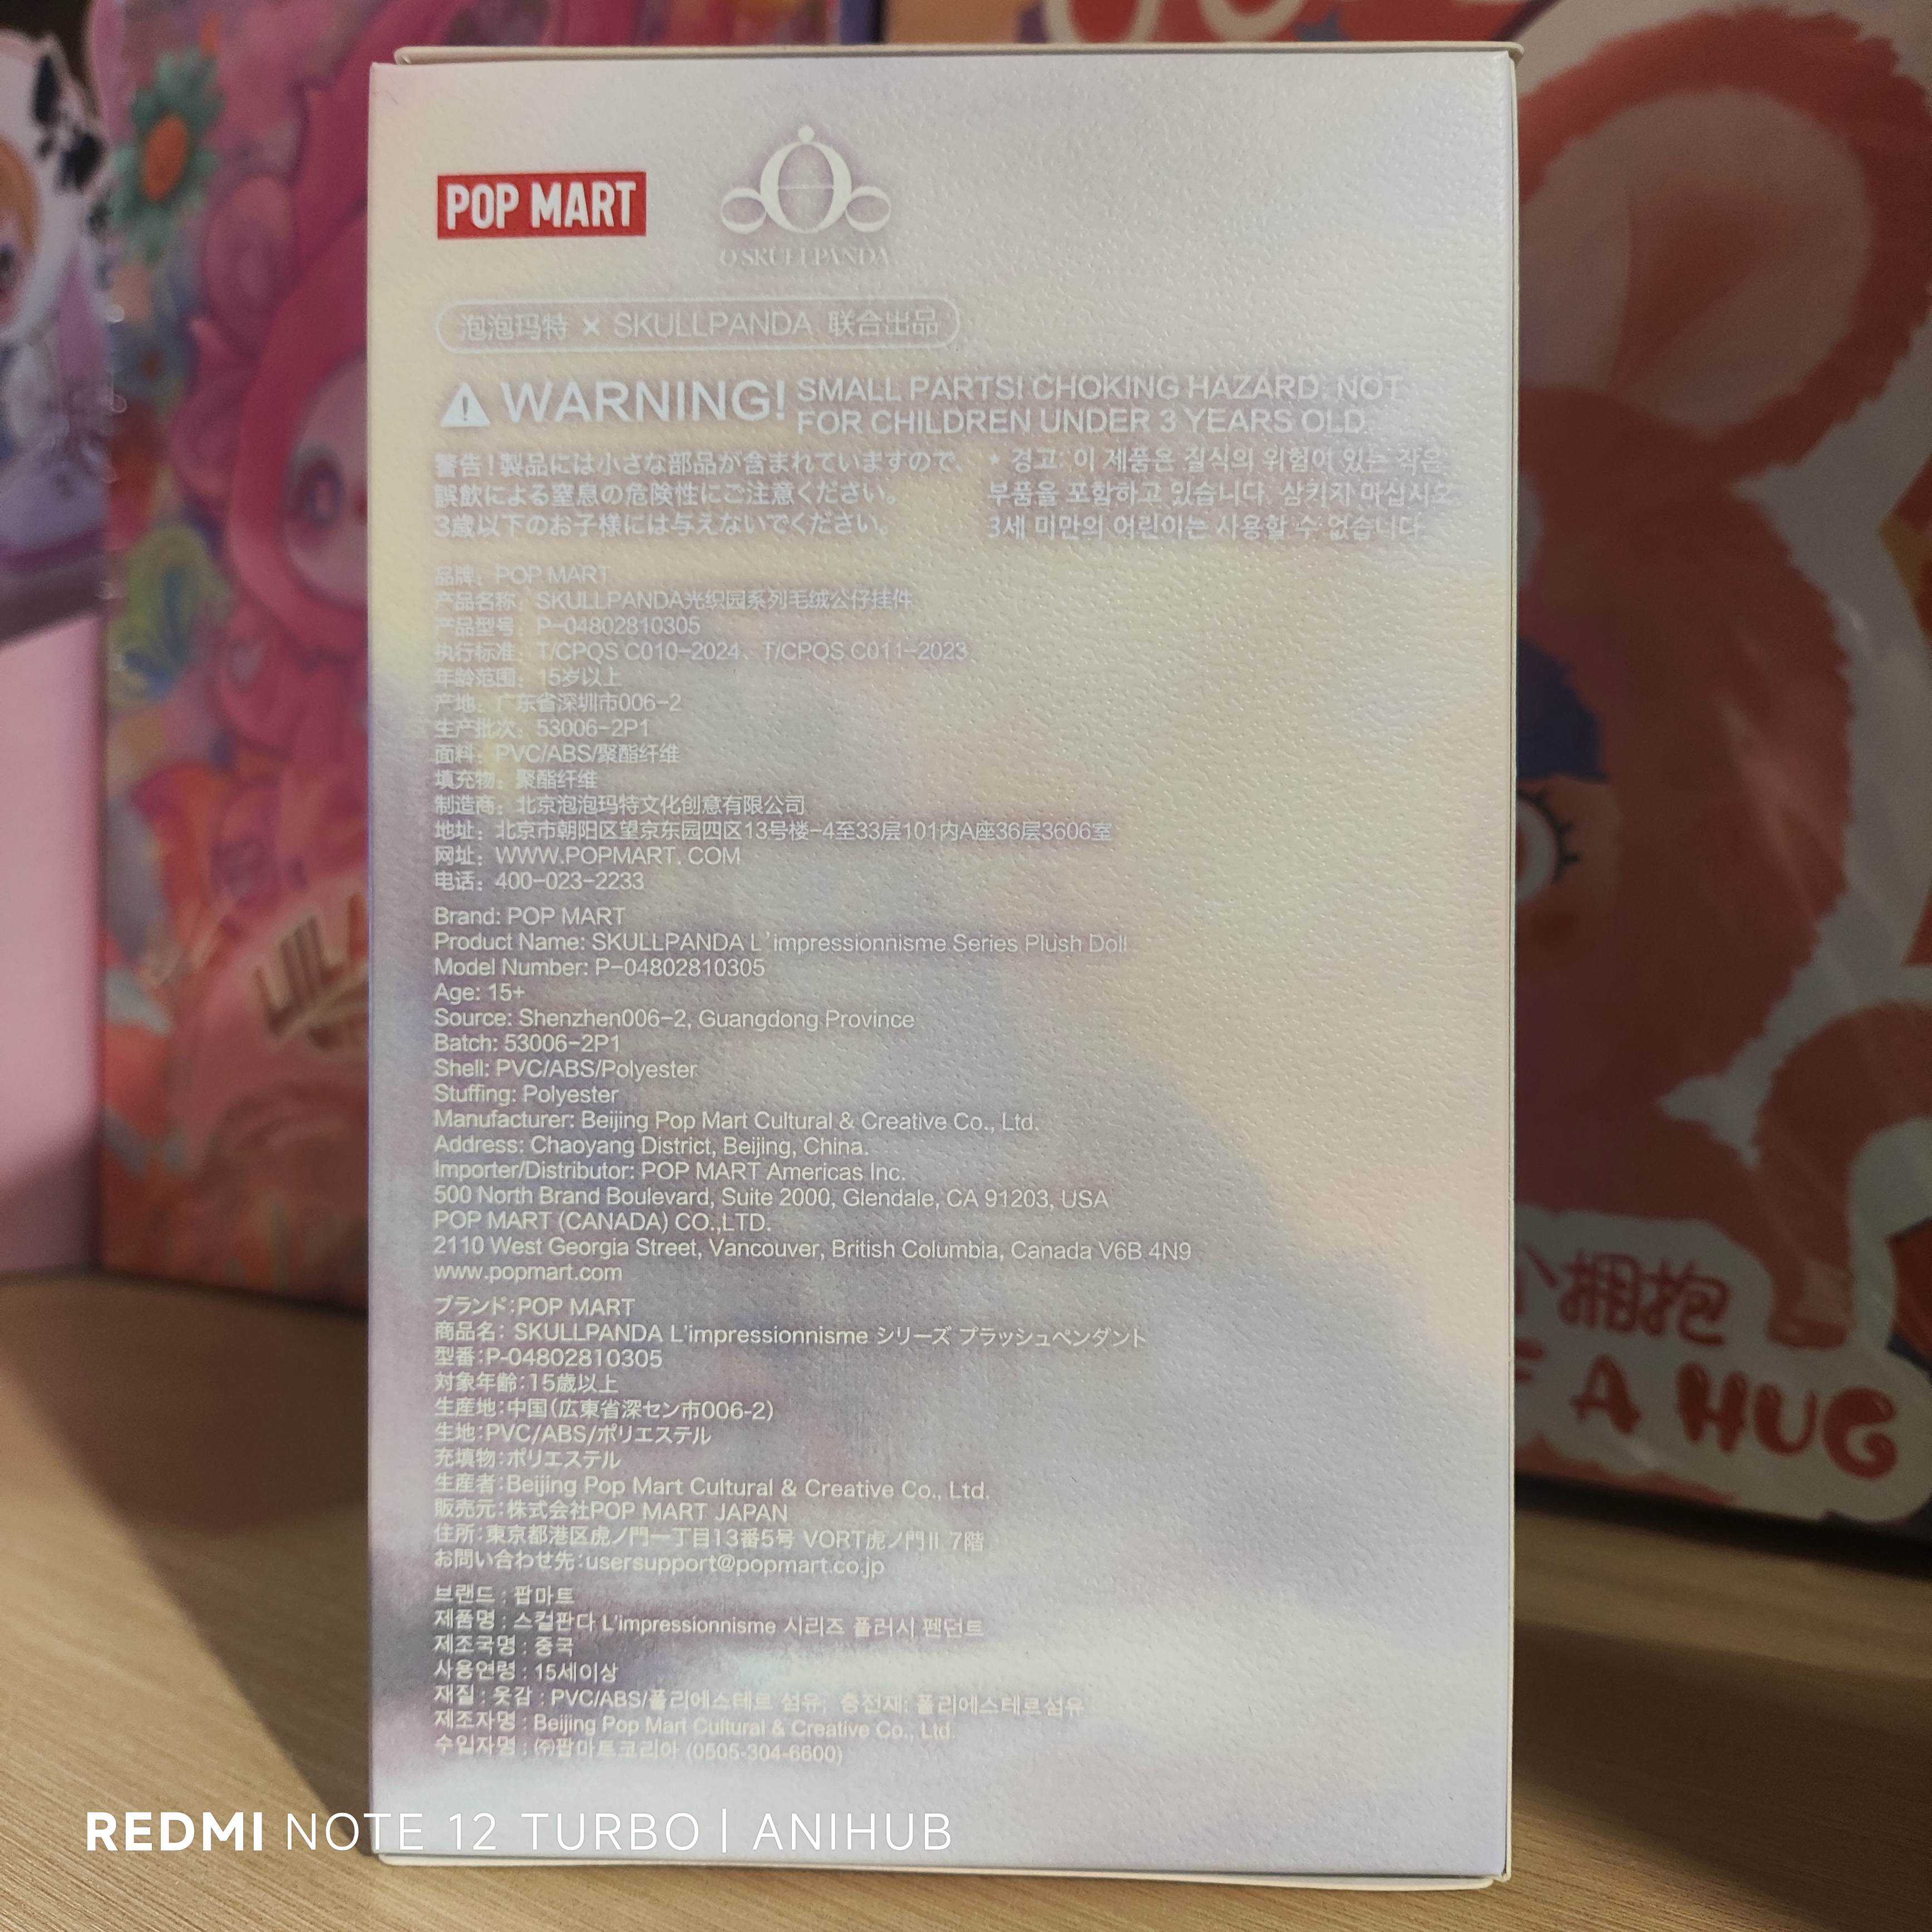 POP MART
O'SKULLPANDA
泡泡玛特 × SKULLPANDA 联合出品
WARNING! SMALL PARTS! CHOKING HAZARD. NOT
FOR CHILDREN UNDER 3 YEARS OLD.
警告!製品には小さな部品が含まれていますので、
誤飲による窒息の危険性にご注意ください。
3歳以下のお子様には与えないでください。
* 경고: 이 제품은 질식의 위험이 있는 작은
부품을 포함하고 있습니다. 삼키지 마십시오.
3세 미만의 어린이는 사용할 수 없습니다.
品牌：POP MART
产品名称：SKULLPANDA光织园系列毛绒公仔挂件
产品型号：P-04802810305
执行标准：T/CPQS C010-2024、T/CPQS C011-2023
年龄范围：15岁以上
产地：广东省深圳市006-2
生产批次：53006-2P1
面料：PVC/ABS/聚酯纤维
填充物：聚酯纤维
制造商：北京泡泡玛特文化创意有限公司
地址：北京市朝阳区望京东园四区13号楼-4至33层101内A座36层3606室
网址：WWW.POPMART. COM
电话：400-023-2233
Brand: POP MART
Product Name: SKULLPANDA L'impressionnisme Series Plush Doll
Model Number: P-04802810305
Age: 15+
Source: Shenzhen006-2, Guangdong Province
Batch: 53006-2P1
Shell: PVC/ABS/Polyester
Stuffing: Polyester
Manufacturer: Beijing Pop Mart Cultural & Creative Co., Ltd.
Address: Chaoyang District, Beijing, China.
Importer/Distributor: POP MART Americas Inc.
500 North Brand Boulevard, Suite 2000, Glendale, CA 91203, USA
POP MART (CANADA) CO.,LTD.
2110 West Georgia Street, Vancouver, British Columbia, Canada V6B 4N9
www.popmart.com
ブランド:POP MART
商品名: SKULLPANDA L'impressionnisme シリーズ プラッシュペンダント
型番:P-04802810305
対象年齢:15歳以上
生産地:中国(広東省深セン市006-2)
生地:PVC/ABS/ポリエステル
充填物:ポリエステル
生産者:Beijing Pop Mart Cultural & Creative Co., Ltd.
販売元:株式会社POP MART JAPAN
住所:東京都港区虎ノ門一丁目13番5号 VORT虎ノ門II 7階
お問い合わせ先:usersupport@popmart.co.jp
브랜드 : 팝마트
제품명 : 스컬판다 L'impressionnisme 시리즈 플러시 펜던트
제조국명 : 중국
사용연령 : 15세이상
재질 : 옷감 : PVC/ABS/폴리에스테르 섬유, 충전재: 폴리에스테르섬유
제조자명 : Beijing Pop Mart Cultural & Creative Co., Ltd.
수입자명 : ㈜팝마트코리아 (0505-304-6600)
拥抱
A HUG
REDMI NOTE 12 TURBO | ANIHUB